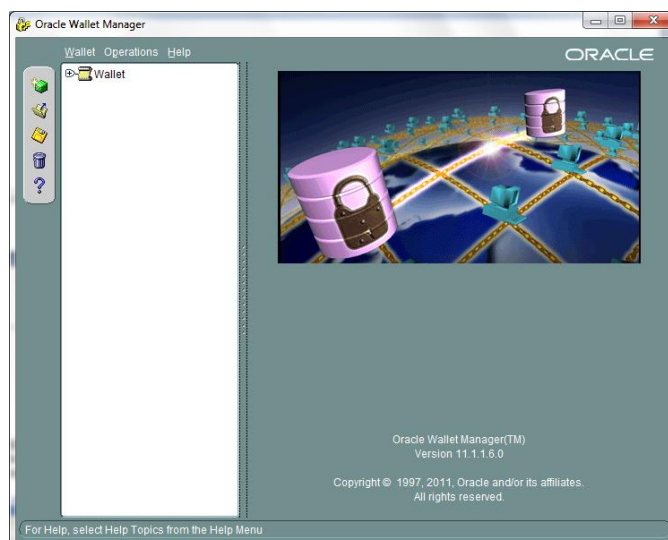 Oracle Wallet Manager
Wallet Operations Help
ORACLE
Wallet
Oracle Wallet Manager(TM)
Version 11.1.1.6.0
Copyright © 1997, 2011, Oracle and/or its affiliates.
All rights reserved.
For Help, select Help Topics from the Help Menu